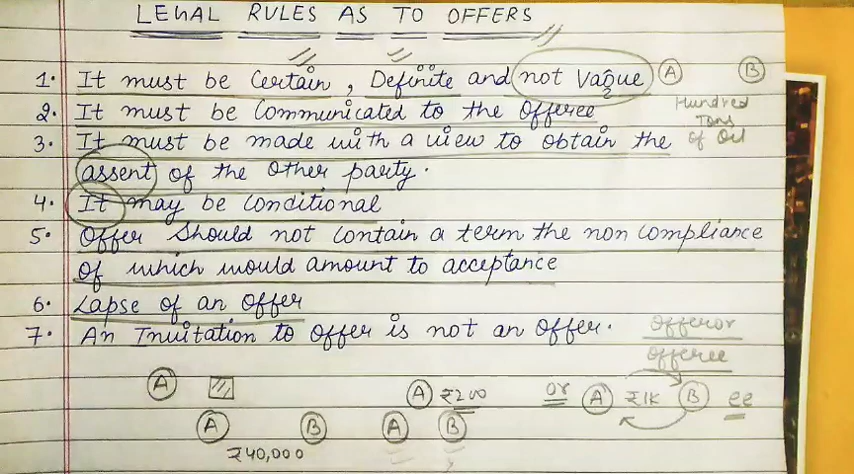 LEGAL RULES AS TO OFFERS
1. It must be Certain, Definite and not Vague A B
2. It must be Communicated to the Offeree Hundred
Tons
3. It must be made with a view to obtain the of Oil
assent of the Other party.
4. It may be Conditional
5. Offer Should not Contain a term the non Compliance
of which would amount to acceptance
6. Lapse of an Offer
7. An Invitation to Offer is not an Offer. Offeror
Offeree
A A ₹200 or A ₹1K B ee
A B A B
₹40,000